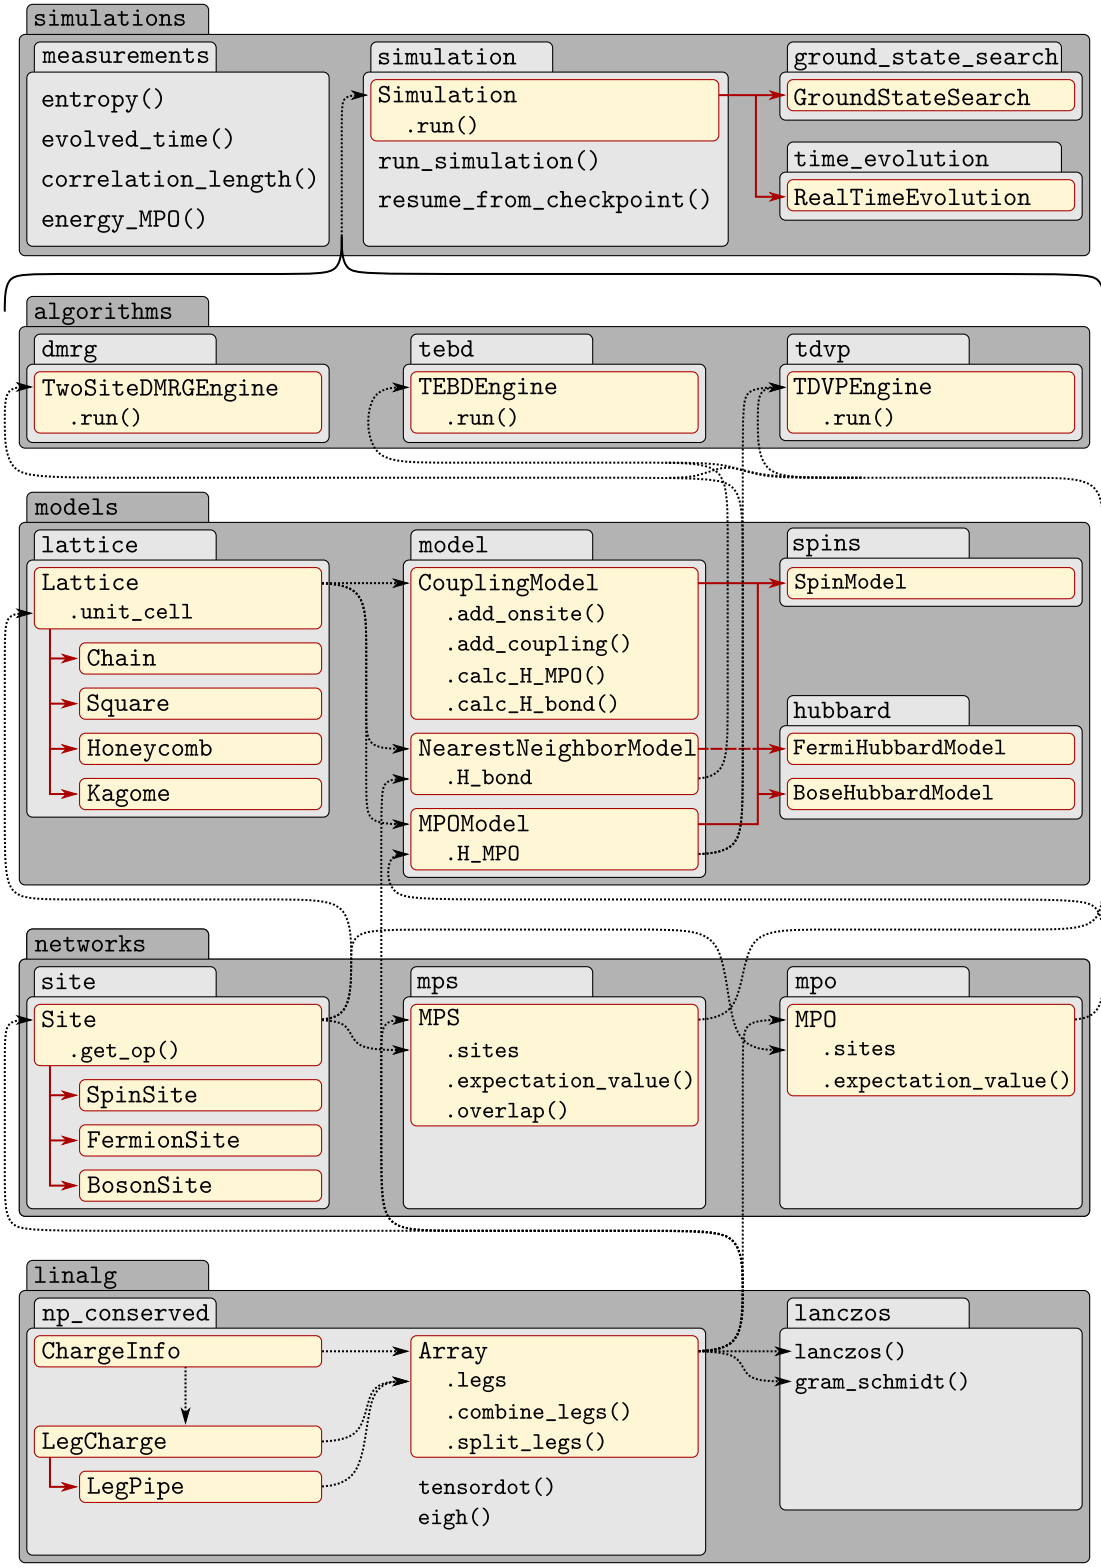 simulations
measurements
entropy()
evolved_time()
correlation_length()
energy_MPO()
simulation
Simulation
.run()
run_simulation()
resume_from_checkpoint()
ground_state_search
GroundStateSearch
time_evolution
RealTimeEvolution
algorithms
dmrg
TwoSiteDMRGEngine
.run()
tebd
TEBDEngine
.run()
tdvp
TDVPEngine
.run()
models
lattice
Lattice
.unit_cell
Chain
Square
Honeycomb
Kagome
model
CouplingModel
.add_onsite()
.add_coupling()
.calc_H_MPO()
.calc_H_bond()
NearestNeighborModel
.H_bond
MPOModel
.H_MPO
spins
SpinModel
hubbard
FermiHubbardModel
BoseHubbardModel
networks
site
Site
.get_op()
SpinSite
FermionSite
BosonSite
mps
MPS
.sites
.expectation_value()
.overlap()
mpo
MPO
.sites
.expectation_value()
linalg
np_conserved
ChargeInfo
LegCharge
LegPipe
Array
.legs
.combine_legs()
.split_legs()
tensordot()
eigh()
lanczos
lanczos()
gram_schmidt()